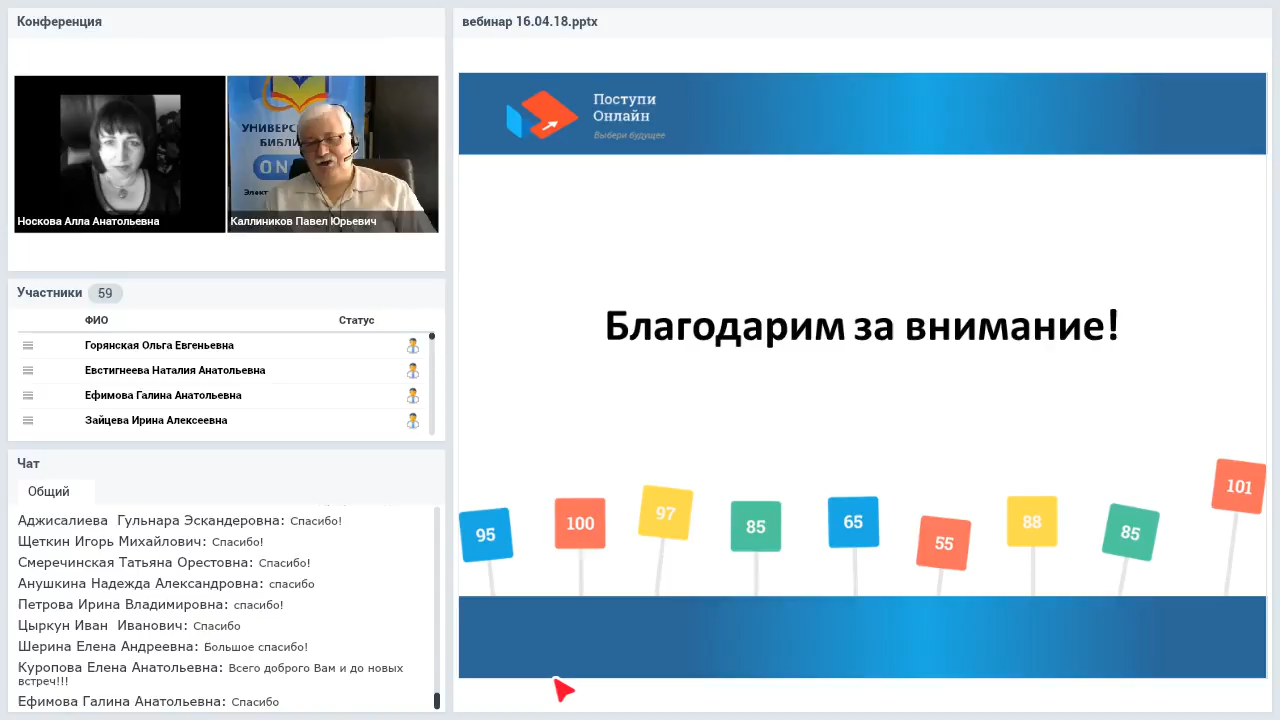 Конференция
Носкова Алла Анатольевна
УНИВЕРС
БИБЛИ
ON
Элект
Каллиников Павел Юрьевич
Участники 59
ФИО Статус
Горянская Ольга Евгеньевна
Евстигнеева Наталия Анатольевна
Ефимова Галина Анатольевна
Зайцева Ирина Алексеевна
Чат
Общий
Аджисалиева Гульнара Эскандеровна: Спасибо!
Щеткин Игорь Михайлович: Спасибо!
Смеречинская Татьяна Орестовна: Спасибо!
Анушкина Надежда Александровна: спасибо
Петрова Ирина Владимировна: спасибо!
Цыркун Иван Иванович: Спасибо
Шерина Елена Андреевна: Большое спасибо!
Куропова Елена Анатольевна: Всего доброго Вам и до новых
встреч!!!
Ефимова Галина Анатольевна: Спасибо
вебинар 16.04.18.pptx
Поступи
Онлайн
Выбери будущее
Благодарим за внимание!
95 100 97 85 65 55 88 85 101